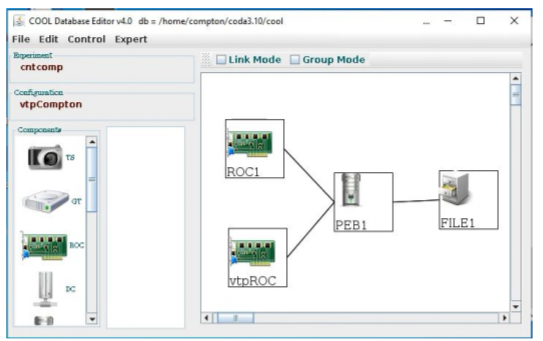 COOL Database Editor v4.0 db = /home/compton/coda3.10/cool
File Edit Control Expert
Experiment
cntcomp
Configuration
vtpCompton
Components
TS
GT
ROC
DC
Link Mode
Group Mode
ROC1
PEB1
FILE1
vtpROC